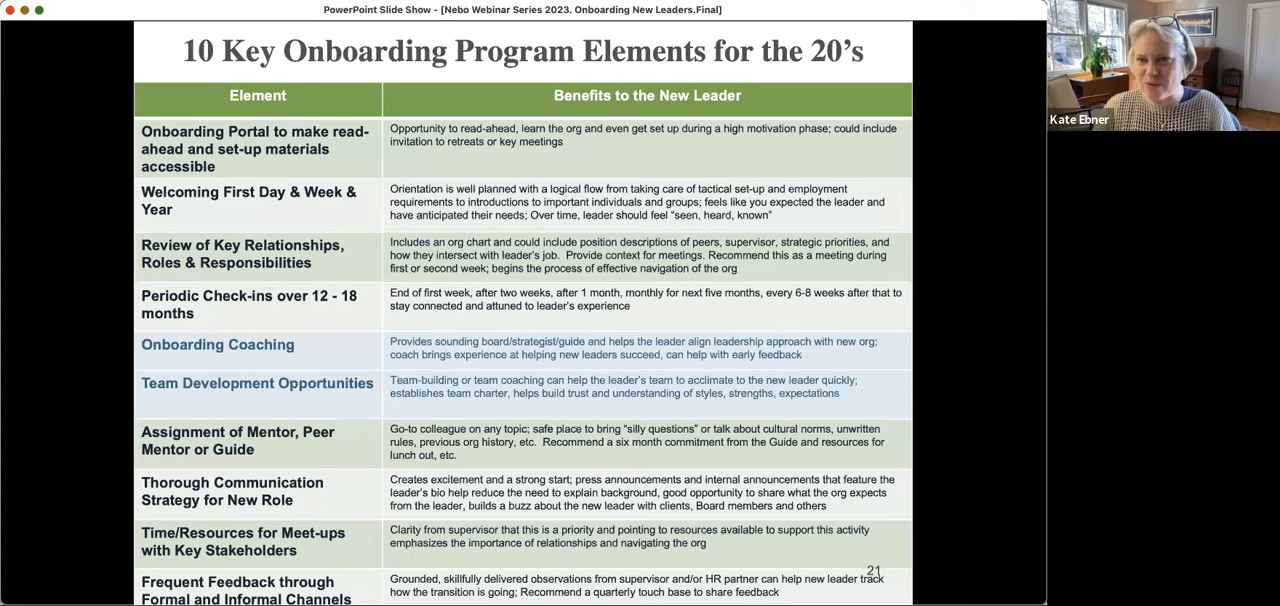 PowerPoint Slide Show - [Nebo Webinar Series 2023. Onboarding New Leaders.Final]
10 Key Onboarding Program Elements for the 20's
Element
Benefits to the New Leader
Onboarding Portal to make read-
ahead and set-up materials
accessible
Opportunity to read-ahead, learn the org and even get set up during a high motivation phase; could include
invitation to retreats or key meetings
Welcoming First Day & Week &
Year
Orientation is well planned with a logical flow from taking care of tactical set-up and employment
requirements to introductions to important individuals and groups; feels like you expected the leader and
have anticipated their needs; Over time, leader should feel "seen, heard, known"
Review of Key Relationships,
Roles & Responsibilities
Includes an org chart and could include position descriptions of peers, supervisor, strategic priorities, and
how they intersect with leader's job.  Provide context for meetings. Recommend this as a meeting during
first or second week; begins the process of effective navigation of the org
Periodic Check-ins over 12 - 18
months
End of first week, after two weeks, after 1 month, monthly for next five months, every 6-8 weeks after that to
stay connected and attuned to leader's experience
Onboarding Coaching
Provides sounding board/strategist/guide and helps the leader align leadership approach with new org;
coach brings experience at helping new leaders succeed, can help with early feedback
Team Development Opportunities
Team-building or team coaching can help the leader's team to acclimate to the new leader quickly;
establishes team charter, helps build trust and understanding of styles, strengths, expectations
Assignment of Mentor, Peer
Mentor or Guide
Go-to colleague on any topic; safe place to bring "silly questions" or talk about cultural norms, unwritten
rules, previous org history, etc.  Recommend a six month commitment from the Guide and resources for
lunch out, etc.
Thorough Communication
Strategy for New Role
Creates excitement and a strong start; press announcements and internal announcements that feature the
leader's bio help reduce the need to explain background, good opportunity to share what the org expects
from the leader, builds a buzz about the new leader with clients, Board members and others
Time/Resources for Meet-ups
with Key Stakeholders
Clarity from supervisor that this is a priority and pointing to resources available to support this activity
emphasizes the importance of relationships and navigating the org
Frequent Feedback through
Formal and Informal Channels
Grounded, skillfully delivered observations from supervisor and/or HR partner can help new leader track
how the transition is going; Recommend a quarterly touch base to share feedback
21
Kate Ebner